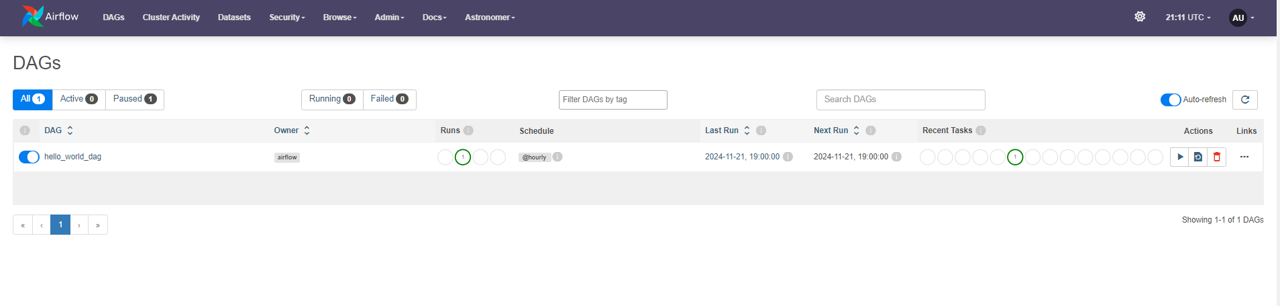 Airflow DAGs Cluster Activity Datasets Security Browse Admin Docs Astronomer 21:11 UTC AU
DAGs
All 1 Active 0 Paused 1 Running 0 Failed 0 Filter DAGs by tag Search DAGs Auto-refresh
i DAG Owner Runs i Schedule Last Run i Next Run i Recent Tasks i Actions Links
hello_world_dag airflow 1 @hourly i 2024-11-21, 19:00:00 i 2024-11-21, 19:00:00 i 1 ...
« ‹ 1 › » Showing 1-1 of 1 DAGs